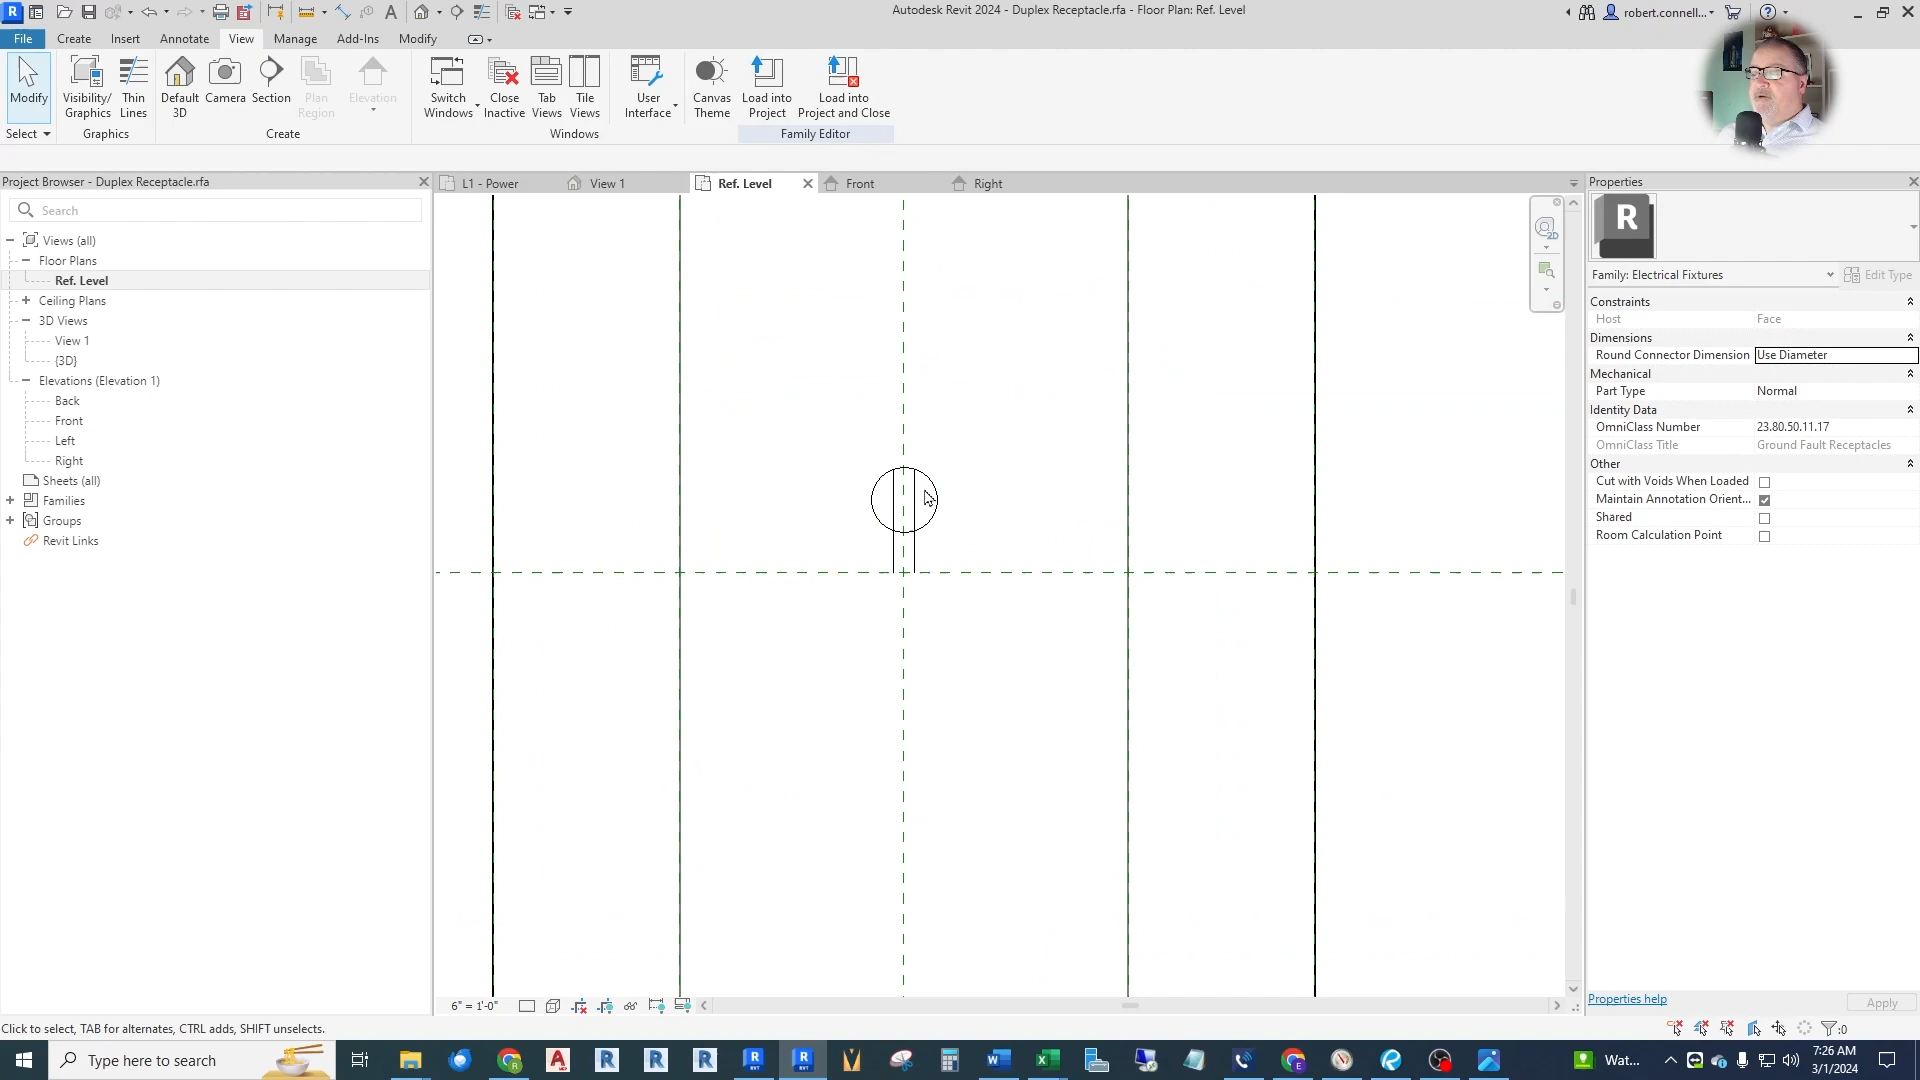 Autodesk Revit 2024 - Duplex Receptacle.rfa - Floor Plan: Ref. Level
robert.connell...
File Create Insert Annotate View Manage Add-Ins Modify
Modify
Visibility/ Graphics
Thin Lines
Default 3D
Camera
Section
Plan Region
Elevation
Switch Windows
Close Inactive
Tab Views
Tile Views
User Interface
Canvas Theme
Load into Project
Load into Project and Close
Select Graphics Create Windows Family Editor
Project Browser - Duplex Receptacle.rfa
Search
Views (all)
Floor Plans
Ref. Level
Ceiling Plans
3D Views
View 1
{3D}
Elevations (Elevation 1)
Back
Front
Left
Right
Sheets (all)
Families
Groups
Revit Links
L1 - Power View 1 Ref. Level Front Right
2D
6" = 1'-0"
Properties
R
Family: Electrical Fixtures Edit Type
Constraints
Host Face
Dimensions
Round Connector Dimension Use Diameter
Mechanical
Part Type Normal
Identity Data
OmniClass Number 23.80.50.11.17
OmniClass Title Ground Fault Receptacles
Other
Cut with Voids When Loaded
Maintain Annotation Orient...
Shared
Room Calculation Point
Properties help Apply
Click to select, TAB for alternates, CTRL adds, SHIFT unselects.
:0
Type here to search
Wat...
7:26 AM
3/1/2024